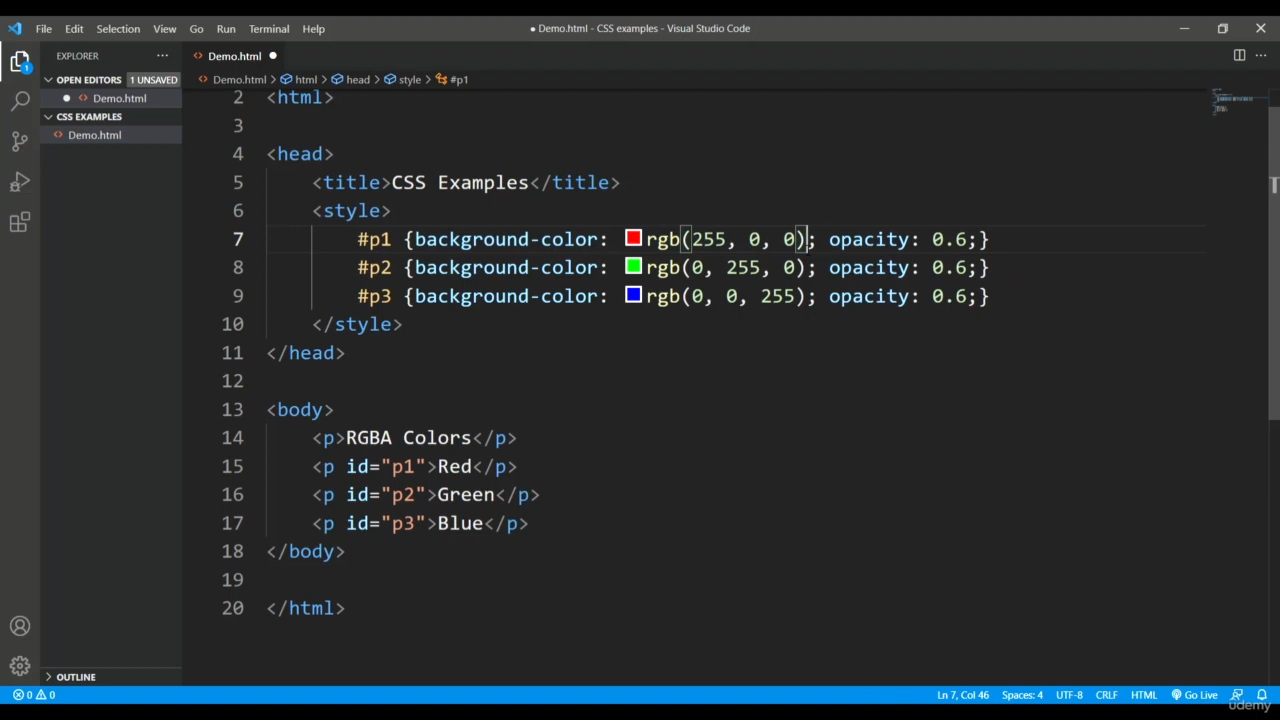 File Edit Selection View Go Run Terminal Help
● Demo.html - CSS examples - Visual Studio Code
EXPLORER
OPEN EDITORS 1 UNSAVED
Demo.html
CSS EXAMPLES
Demo.html
OUTLINE
1
Demo.html
Demo.html > html > head > style > #p1
2 <html>
3
4 <head>
5 <title>CSS Examples</title>
6 <style>
7 #p1 {background-color: rgb(255, 0, 0); opacity: 0.6;}
8 #p2 {background-color: rgb(0, 255, 0); opacity: 0.6;}
9 #p3 {background-color: rgb(0, 0, 255); opacity: 0.6;}
10 </style>
11 </head>
12
13 <body>
14 <p>RGBA Colors</p>
15 <p id="p1">Red</p>
16 <p id="p2">Green</p>
17 <p id="p3">Blue</p>
18 </body>
19
20 </html>
0 0 Ln 7, Col 46 Spaces: 4 UTF-8 CRLF HTML Go Live
udemy